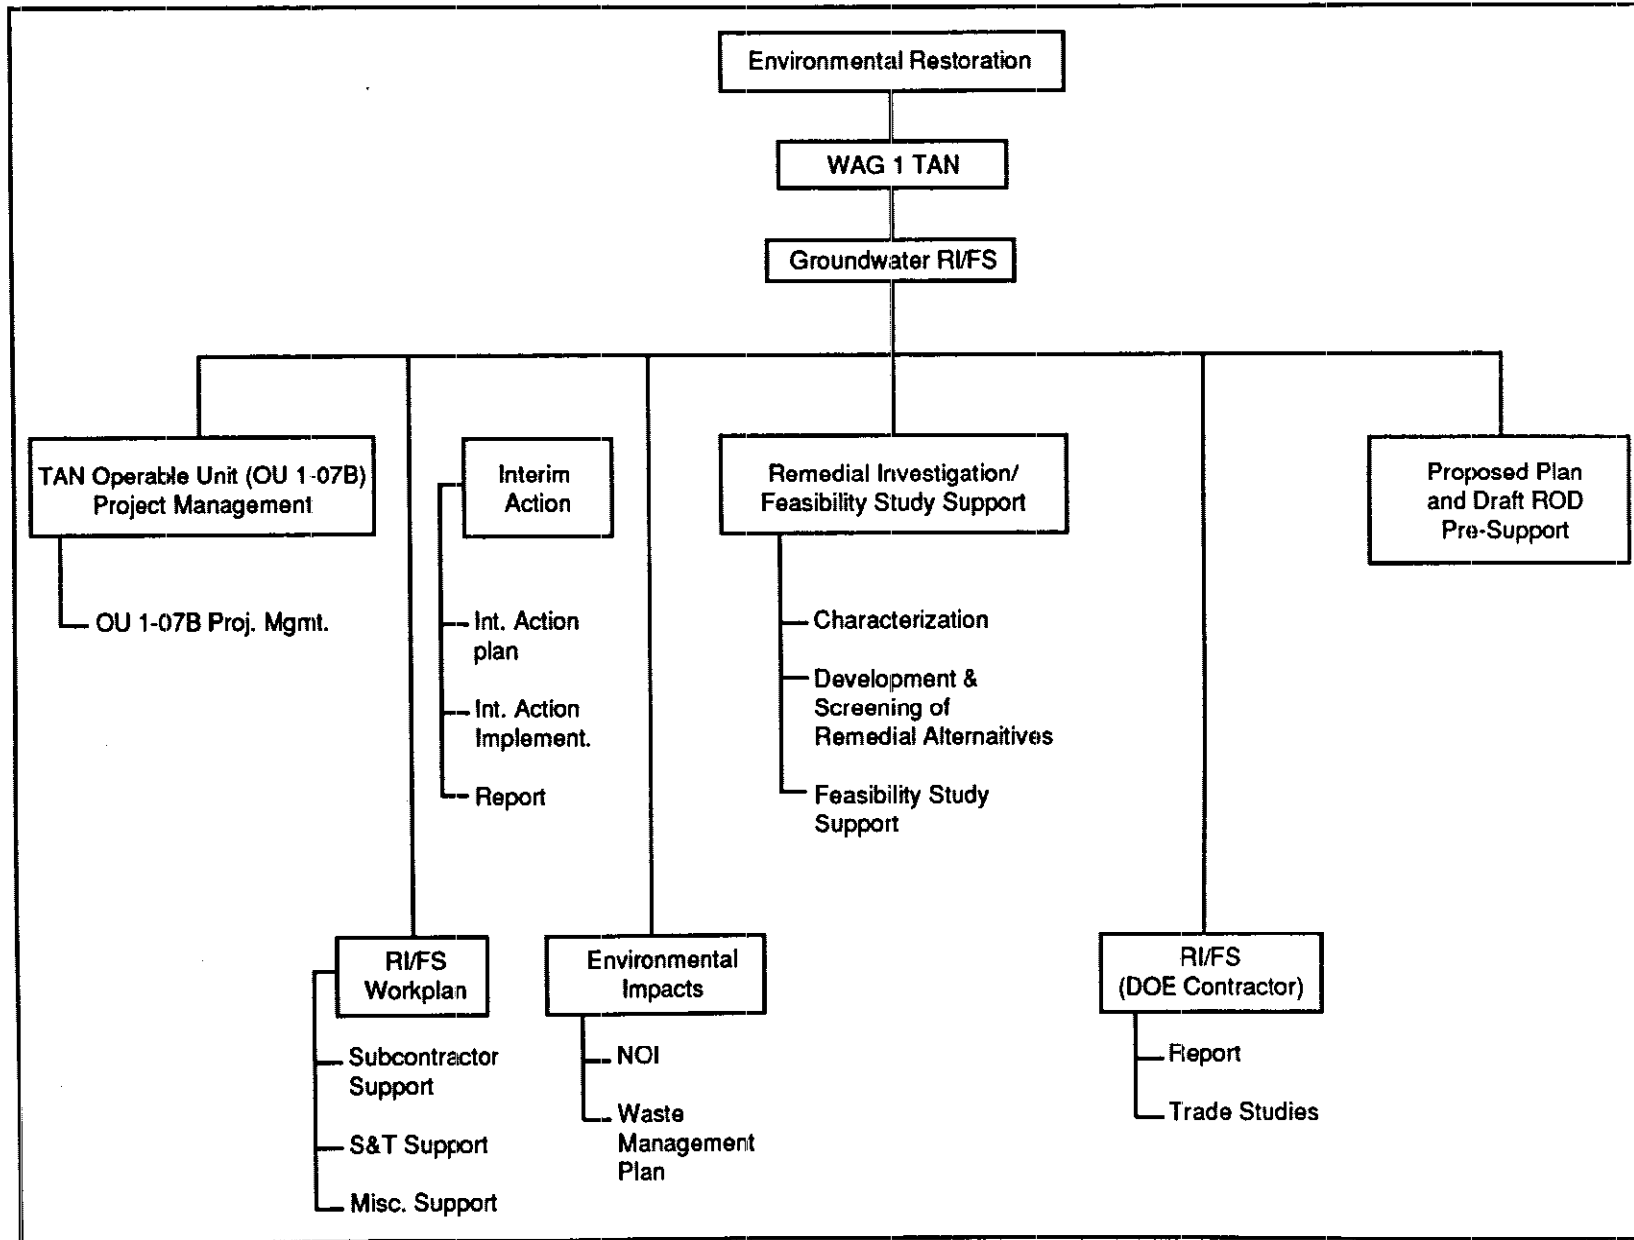 Environmental Restoration
WAG 1 TAN
Groundwater RI/FS
TAN Operable Unit (OU 1-07B)
Project Management
OU 1-07B Proj. Mgmt.
Interim
Action
Int. Action
plan
Int. Action
Implement.
Report
Remedial Investigation/
Feasibility Study Support
Characterization
Development &
Screening of
Remedial Alternaitives
Feasibility Study
Support
Proposed Plan
and Draft ROD
Pre-Support
RI/FS
Workplan
Subcontractor
Support
S&T Support
Misc. Support
Environmental
Impacts
NOI
Waste
Management
Plan
RI/FS
(DOE Contractor)
Report
Trade Studies